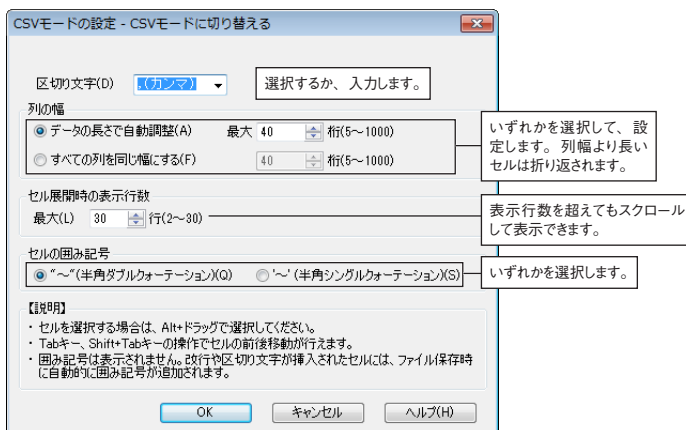 CSVモードの設定 - CSVモードに切り替える
区切り文字(D) ,(カンマ) 選択するか、入力します。
列の幅
データの長さで自動調整(A) 最大 40 桁(5～1000)
すべての列を同じ幅にする(F) 40 桁(5～1000)
いずれかを選択して、設
定します。列幅より長い
セルは折り返されます。
セル展開時の表示行数
最大(L) 30 行(2～30)
表示行数を超えてもスクロール
して表示できます。
セルの囲み記号
“～“(半角ダブルクォーテーション)(Q) '～' (半角シングルクォーテーション)(S)
いずれかを選択します。
【説明】
・セルを選択する場合は、Alt+ドラッグで選択してください。
・Tabキー、Shift+Tabキーの操作でセルの前後移動が行えます。
・囲み記号は表示されません。改行や区切り文字が挿入されたセルには、ファイル保存時
に自動的に囲み記号が追加されます。
OK キャンセル ヘルプ(H)